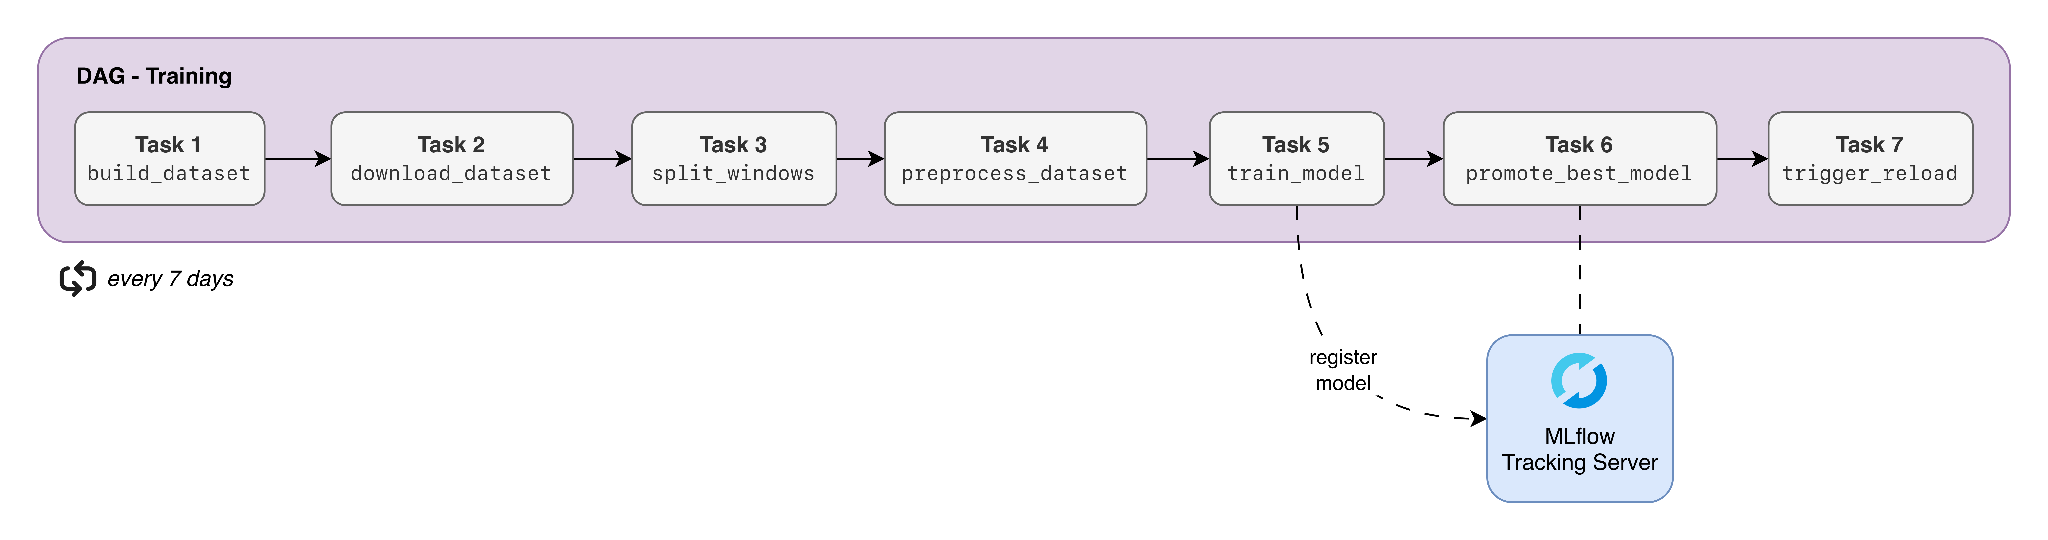 DAG - Training
Task 1
build_dataset
Task 2
download_dataset
Task 3
split_windows
Task 4
preprocess_dataset
Task 5
train_model
Task 6
promote_best_model
Task 7
trigger_reload
every 7 days
register
model
MLflow
Tracking Server